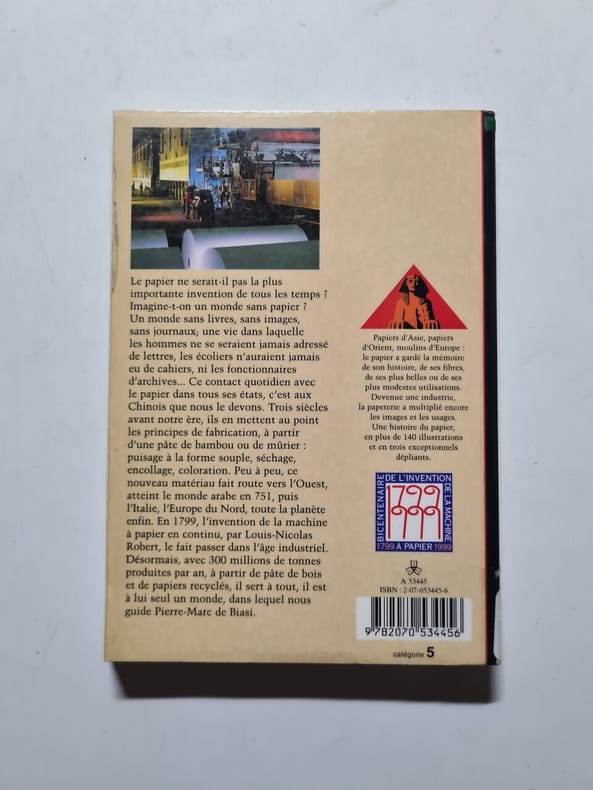 Le papier ne serait-il pas la plus
importante invention de tous les temps ?
Imagine-t-on un monde sans papier ?
Un monde sans livres, sans images,
sans journaux; une vie dans laquelle
les hommes ne se seraient jamais adressé
de lettres, les écoliers n'auraient jamais
eu de cahiers, ni les fonctionnaires
d'archives... Ce contact quotidien avec
le papier dans tous ses états, c'est aux
Chinois que nous le devons. Trois siècles
avant notre ère, ils en mettent au point
les principes de fabrication, à partir
d'une pâte de bambou ou de mûrier :
puisage à la forme souple, séchage,
encollage, coloration. Peu à peu, ce
nouveau matériau fait route vers l'Ouest,
atteint le monde arabe en 751, puis
l'Italie, l'Europe du Nord, toute la planète
enfin. En 1799, l'invention de la machine
à papier en continu, par Louis-Nicolas
Robert, le fait passer dans l'âge industriel.
Désormais, avec 300 millions de tonnes
produites par an, à partir de pâte de bois
et de papiers recyclés, il sert à tout, il est
à lui seul un monde, dans lequel nous
guide Pierre-Marc de Biasi.
Papiers d'Asie, papiers
d'Orient, moulins d'Europe :
le papier a gardé la mémoire
de son histoire, de ses fibres,
de ses plus belles ou de ses
plus modestes utilisations.
Devenue une industrie,
la papeterie a multiplié encore
les images et les usages.
Une histoire du papier,
en plus de 140 illustrations
et en trois exceptionnels
dépliants.
BICENTENAIRE
DE L'INVENTION
DE LA MACHINE
1799
1999
1799 À PAPIER 1999
A 53445
ISBN : 2-07-053445-6
9 782070 534456
catégorie 5